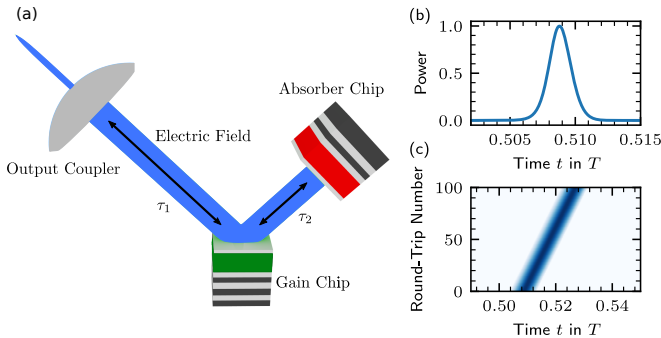 (a)
Absorber Chip
Electric Field
Output Coupler
τ1
τ2
Gain Chip
(b)
Power
1.0
0.5
0.0
0.505 0.510 0.515
Time t in T
(c)
Round-Trip Number
100
50
0
0.50 0.52 0.54
Time t in T